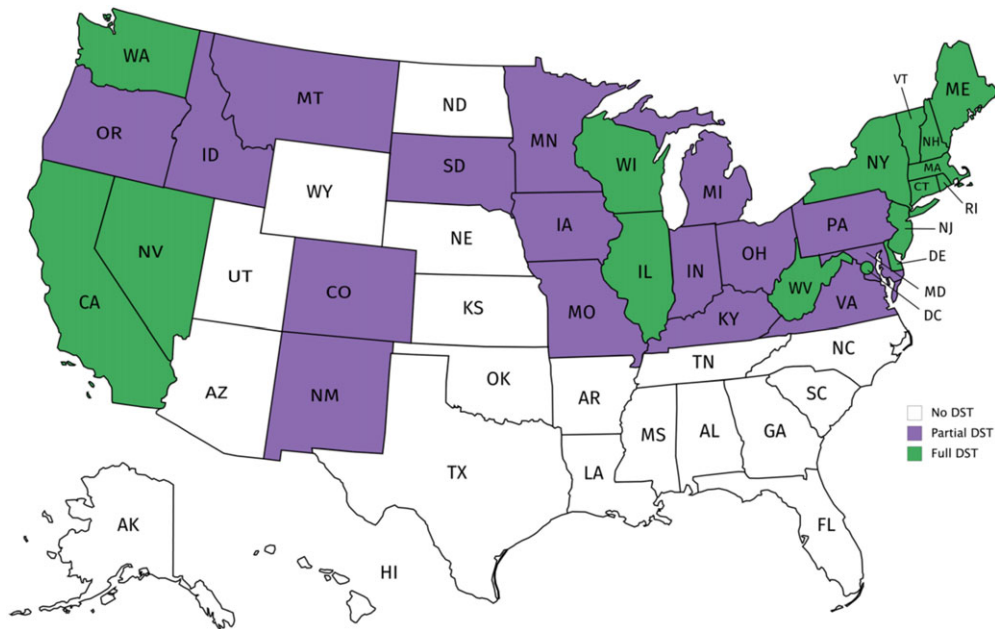 WA
MT
ND
MN
VT
ME
OR
ID
SD
WI
MI
NY
NH
MA
CT
RI
WY
IA
PA
NJ
NV
UT
NE
IL
IN
OH
DE
CA
CO
KS
MO
WV
VA
MD
DC
KY
AZ
NM
OK
AR
TN
NC
SC
MS
AL
GA
No DST
Partial DST
Full DST
TX
LA
FL
AK
HI